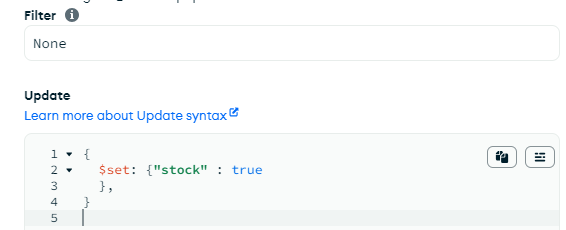 Filter
None
Update
Learn more about Update syntax
1 {
2 $set: {"stock" : true
3 },
4 }
5